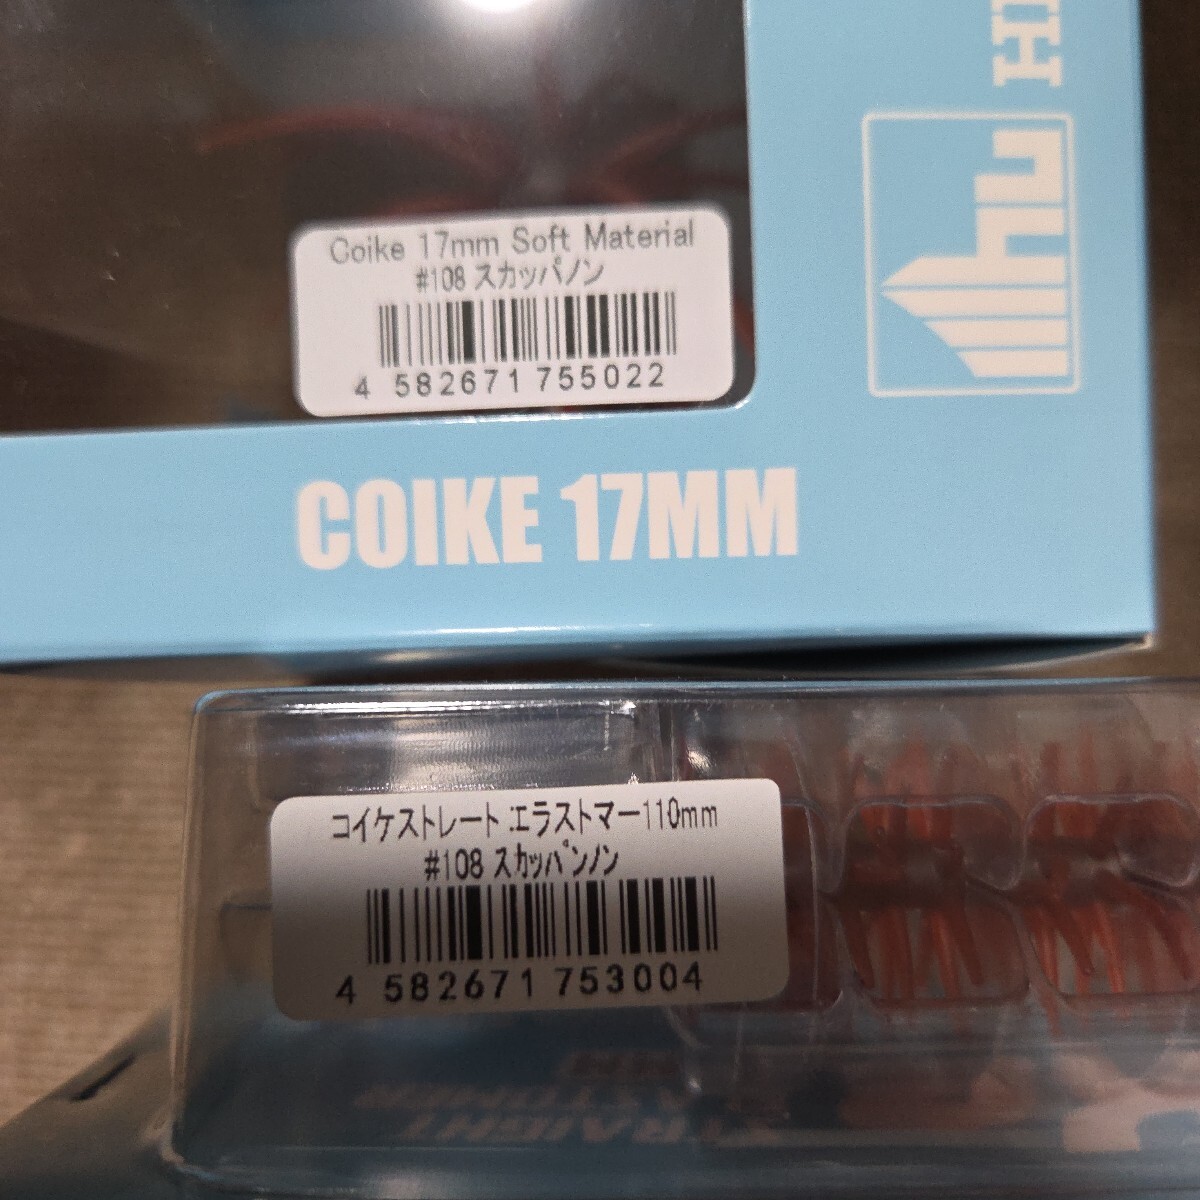 Coike 17mm Soft Material
#108 スカッパノン
4 582671 755022
COIKE 17MM
コイケストレート エラストマー110mm
#108 ｽｶｯﾊﾟﾝﾉﾝ
4 582671 753004